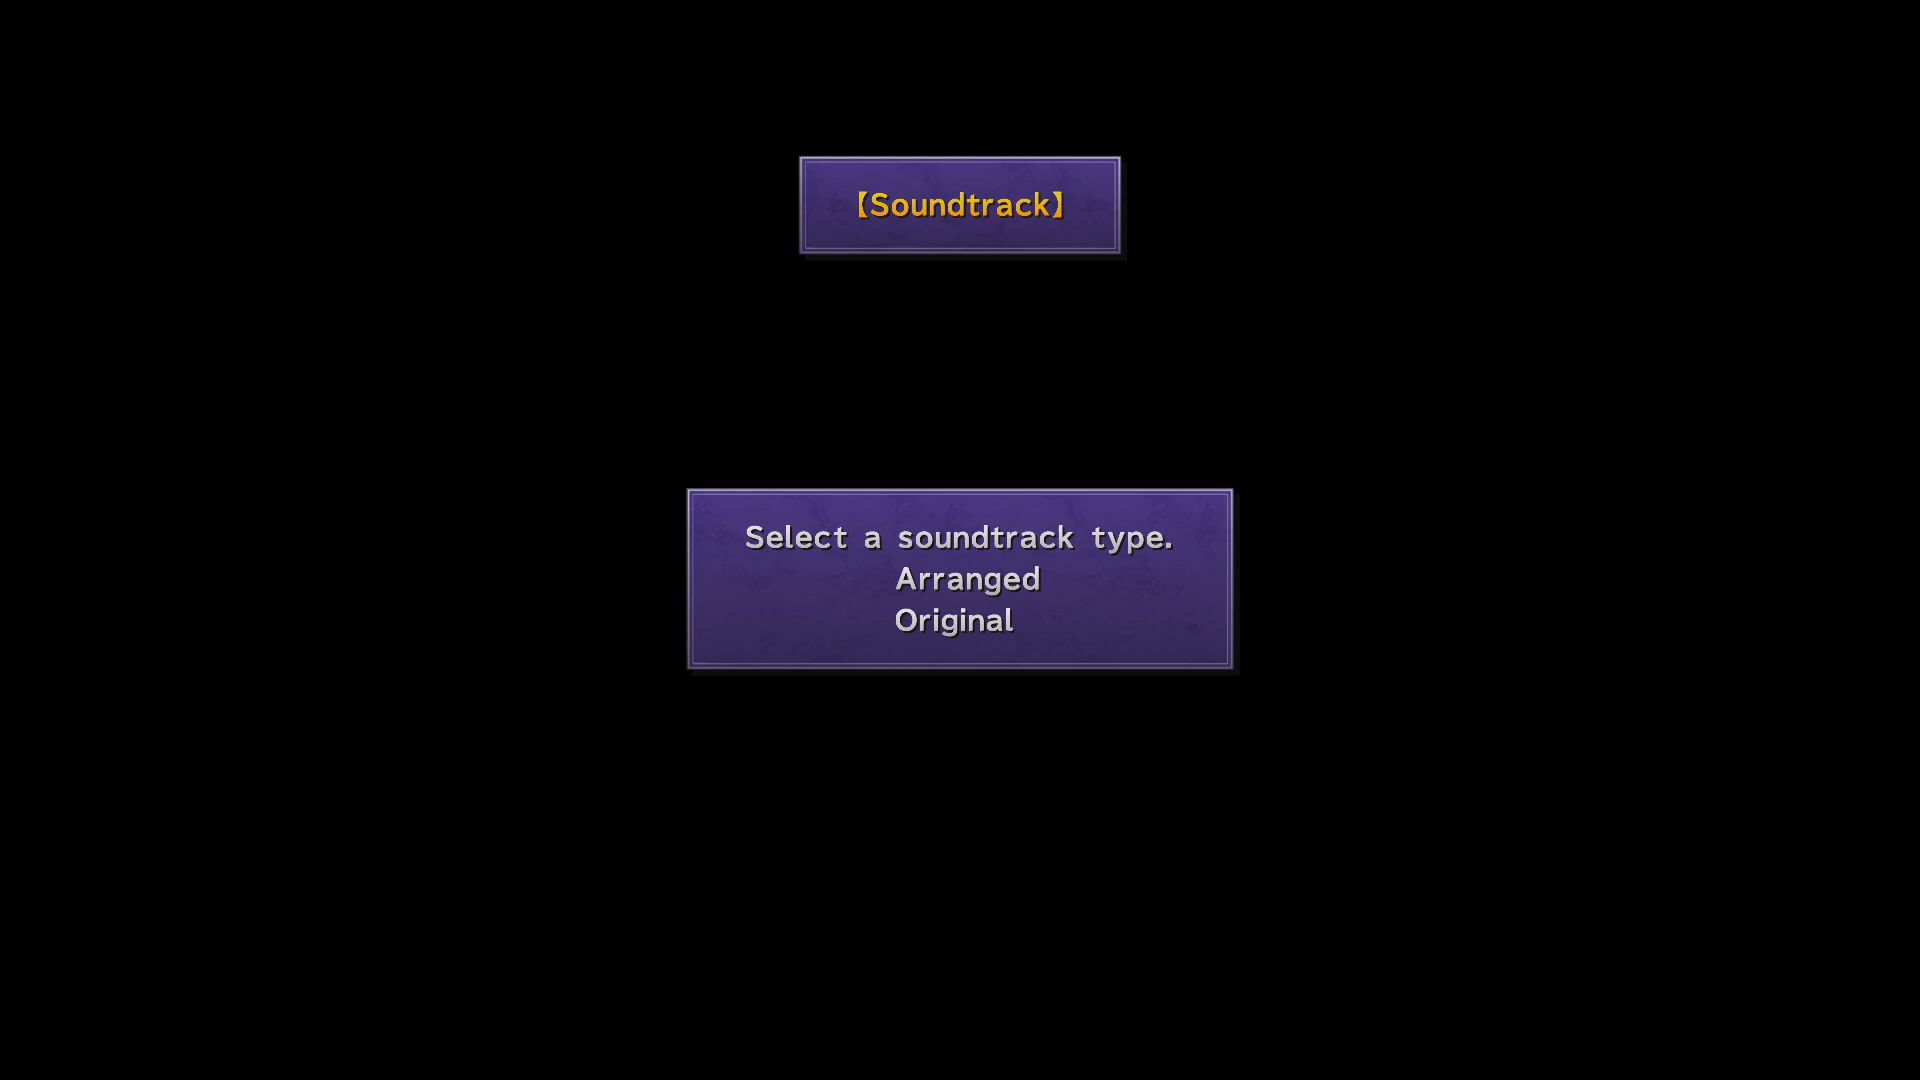 【Soundtrack】
Select a soundtrack type.
Arranged
Original